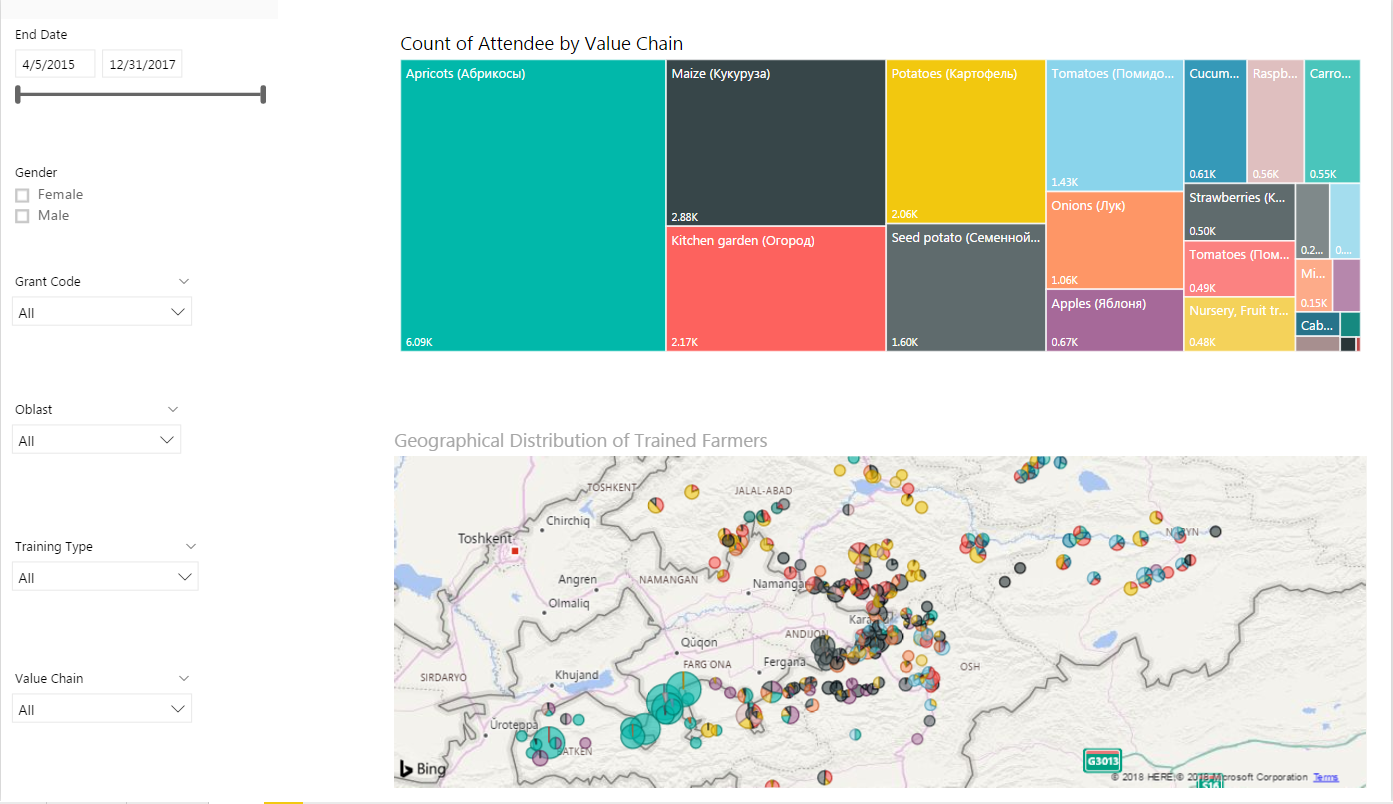 End Date
4/5/2015
12/31/2017
Gender
Female
Male
Grant Code
All
Oblast
All
Training Type
All
Value Chain
All
Count of Attendee by Value Chain
Apricots (Абрикосы)
6.09K
Maize (Кукуруза)
2.88K
Kitchen garden (Огород)
2.17K
Potatoes (Картофель)
2.06K
Seed potato (Семенной...
1.60K
Tomatoes (Помидо...
1.43K
Onions (Лук)
1.06K
Apples (Яблоня)
0.67K
Cucum...
0.61K
Raspb...
0.56K
Carro...
0.55K
Strawberries (К...
0.50K
Tomatoes (Пом...
0.49K
Nursery, Fruit tr...
0.48K
0.2...
0....
Mi...
0.15K
Cab...
Geographical Distribution of Trained Farmers
TOSHKENT
JALAL-ABAD
Chirchiq
Toshkent
NARYN
Angren
NAMANGAN
Namangan
Olmaliq
ANDIJON
Qŭqon
FARG ONA
Fergana
OSH
SIRDARYO
Khujand
Ŭroteppa
BATKEN
G3013
Bing
© 2018 HERE © 2018 Microsoft Corporation Terms